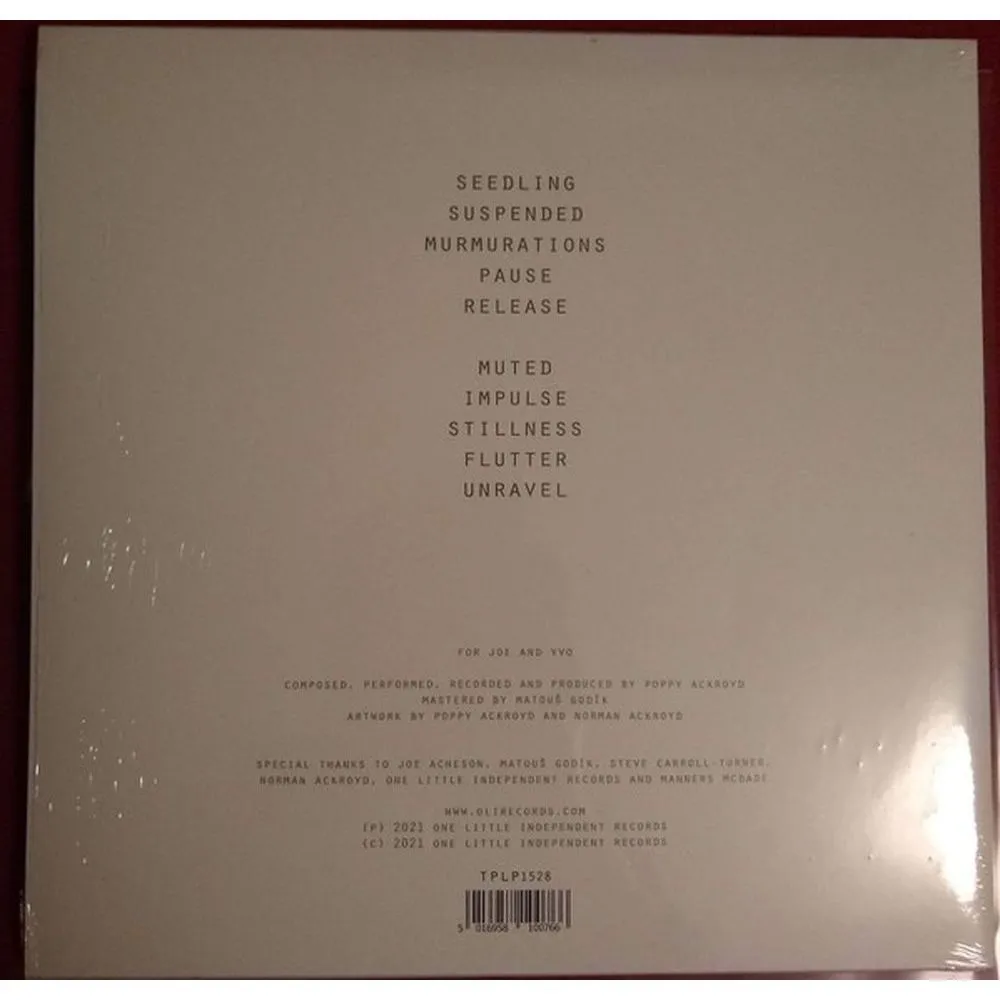 SEEDLING
SUSPENDED
MURMURATIONS
PAUSE
RELEASE
MUTED
IMPULSE
STILLNESS
FLUTTER
UNRAVEL
FOR JOE AND YVO
COMPOSED, PERFORMED, RECORDED AND PRODUCED BY POPPY ACKROYD
MASTERED BY MATOUŠ GODÍK
ARTWORK BY POPPY ACKROYD AND NORMAN ACKROYD
SPECIAL THANKS TO JOE ACHESON, MATOUŠ GODÍK, STEVE CARROLL-TURNER,
NORMAN ACKROYD, ONE LITTLE INDEPENDENT RECORDS AND MANNERS MCDADE
WWW.OLIRECORDS.COM
(P) 2021 ONE LITTLE INDEPENDENT RECORDS
(C) 2021 ONE LITTLE INDEPENDENT RECORDS
TPLP1528
5 016958 100766